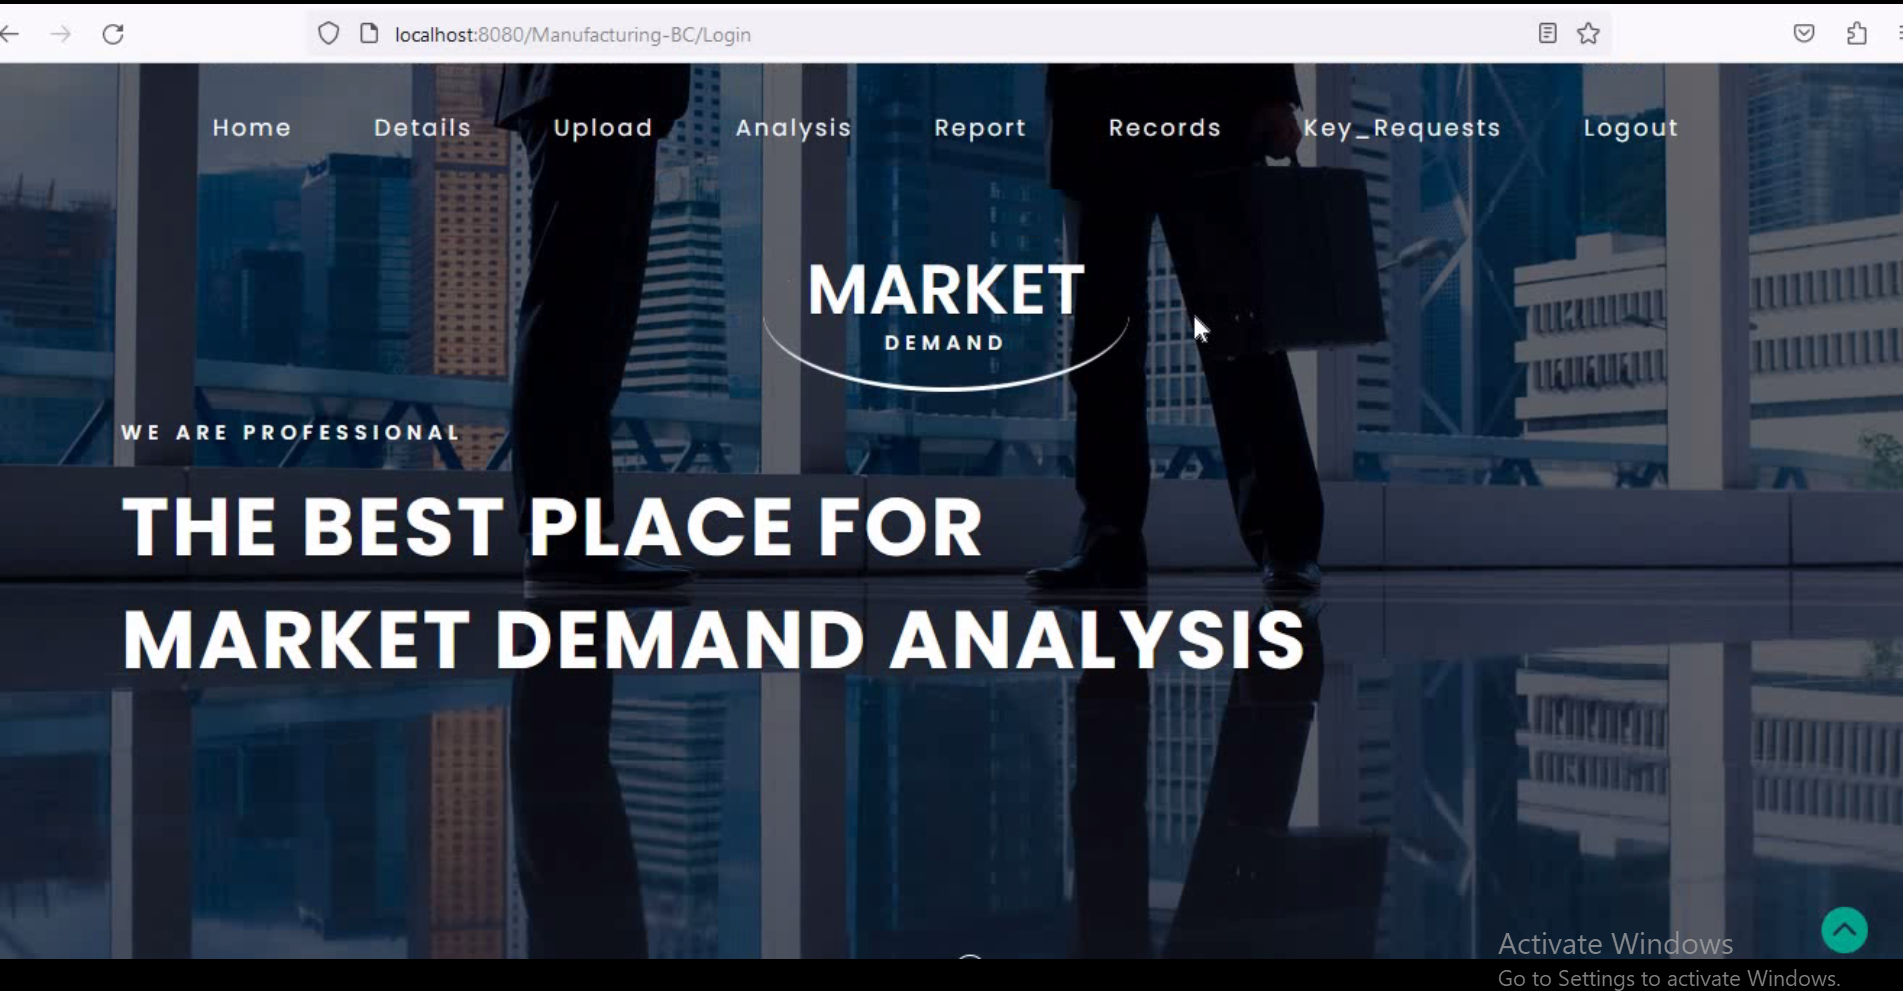 localhost:8080/Manufacturing-BC/Login
Home Details Upload Analysis Report Records Key_Requests Logout
MARKET
DEMAND
WE ARE PROFESSIONAL
THE BEST PLACE FOR
MARKET DEMAND ANALYSIS
Activate Windows
Go to Settings to activate Windows.